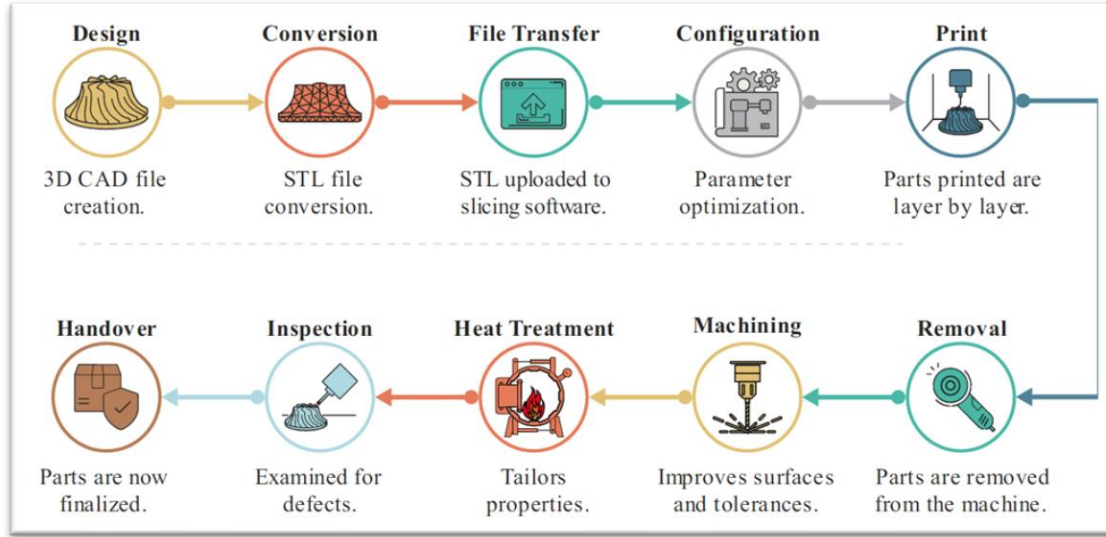 Design
Conversion
File Transfer
Configuration
Print
3D CAD file
creation.
STL file
conversion.
STL uploaded to
slicing software.
Parameter
optimization.
Parts printed are
layer by layer.
Handover
Inspection
Heat Treatment
Machining
Removal
Parts are now
finalized.
Examined for
defects.
Tailors
properties.
Improves surfaces
and tolerances.
Parts are removed
from the machine.